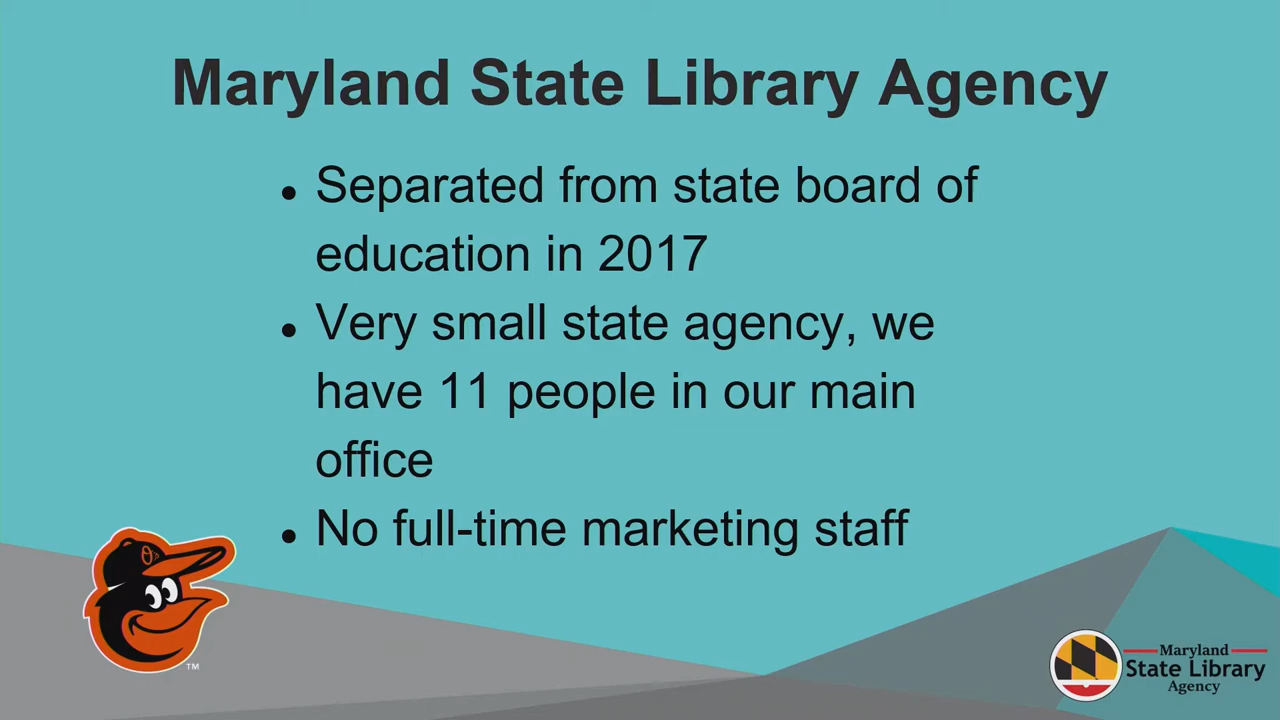 Maryland State Library Agency
• Separated from state board of
education in 2017
• Very small state agency, we
have 11 people in our main
office
• No full-time marketing staff
TM
Maryland
State Library
Agency